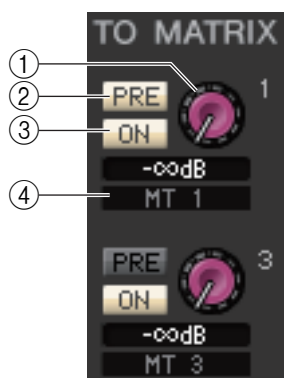 TO MATRIX
① 1
② PRE
③ ON
-∞dB
④ MT 1
PRE 3
ON
-∞dB
MT 3